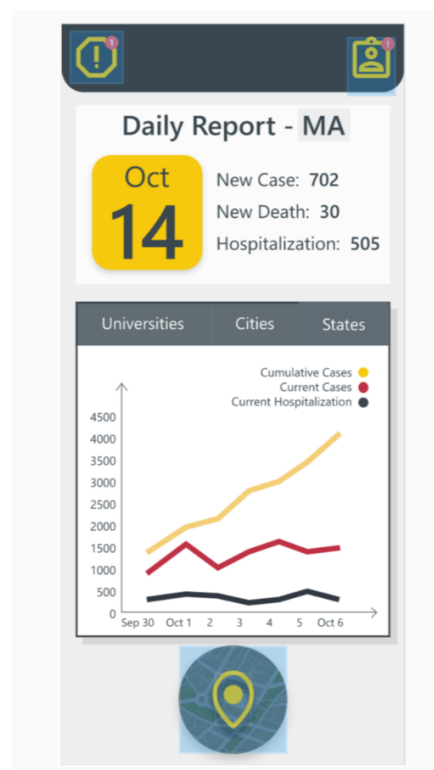 !
!
!
Daily Report - MA
Oct
14
New Case: 702
New Death: 30
Hospitalization: 505
Universities Cities States
Cumulative Cases
Current Cases
Current Hospitalization
4500
4000
3500
3000
2500
2000
1500
1000
500
0
Sep 30 Oct 1 2 3 4 5 Oct 6